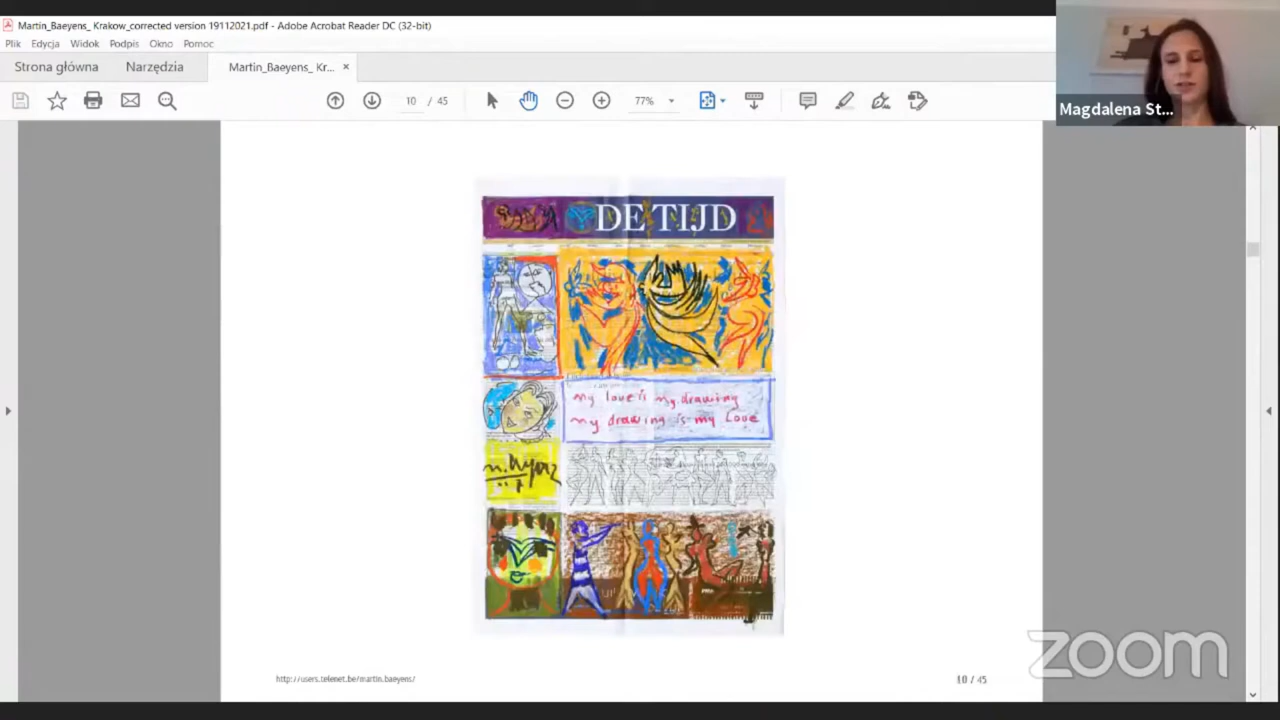 Martin_Baeyens_ Krakow_corrected version 19112021.pdf - Adobe Acrobat Reader DC (32-bit)
Plik Edycja Widok Podpis Okno Pomoc
Strona główna Narzędzia Martin_Baeyens_ Kr... ×
10 / 45 77%
Magdalena St...
DE TIJD
my love is my drawing
my drawing is my Love
http://users.telenet.be/martin.baeyens/
10 / 45
zoom